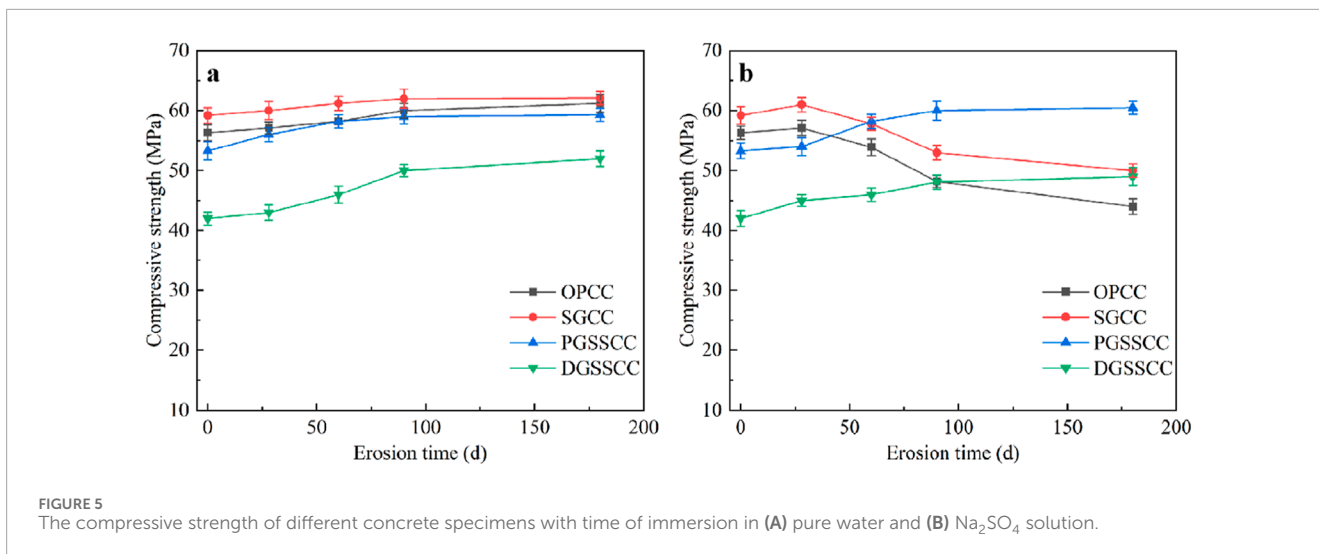 a
70
60
50
40
30
20
10
Compressive strength (MPa)
0 50 100 150 200
Erosion time (d)
OPCC
SGCC
PGSSCC
DGSSCC
b
70
60
50
40
30
20
10
Compressive strength (MPa)
0 50 100 150 200
Erosion time (d)
OPCC
SGCC
PGSSCC
DGSSCC
FIGURE 5
The compressive strength of different concrete specimens with time of immersion in (A) pure water and (B) Na₂SO₄ solution.